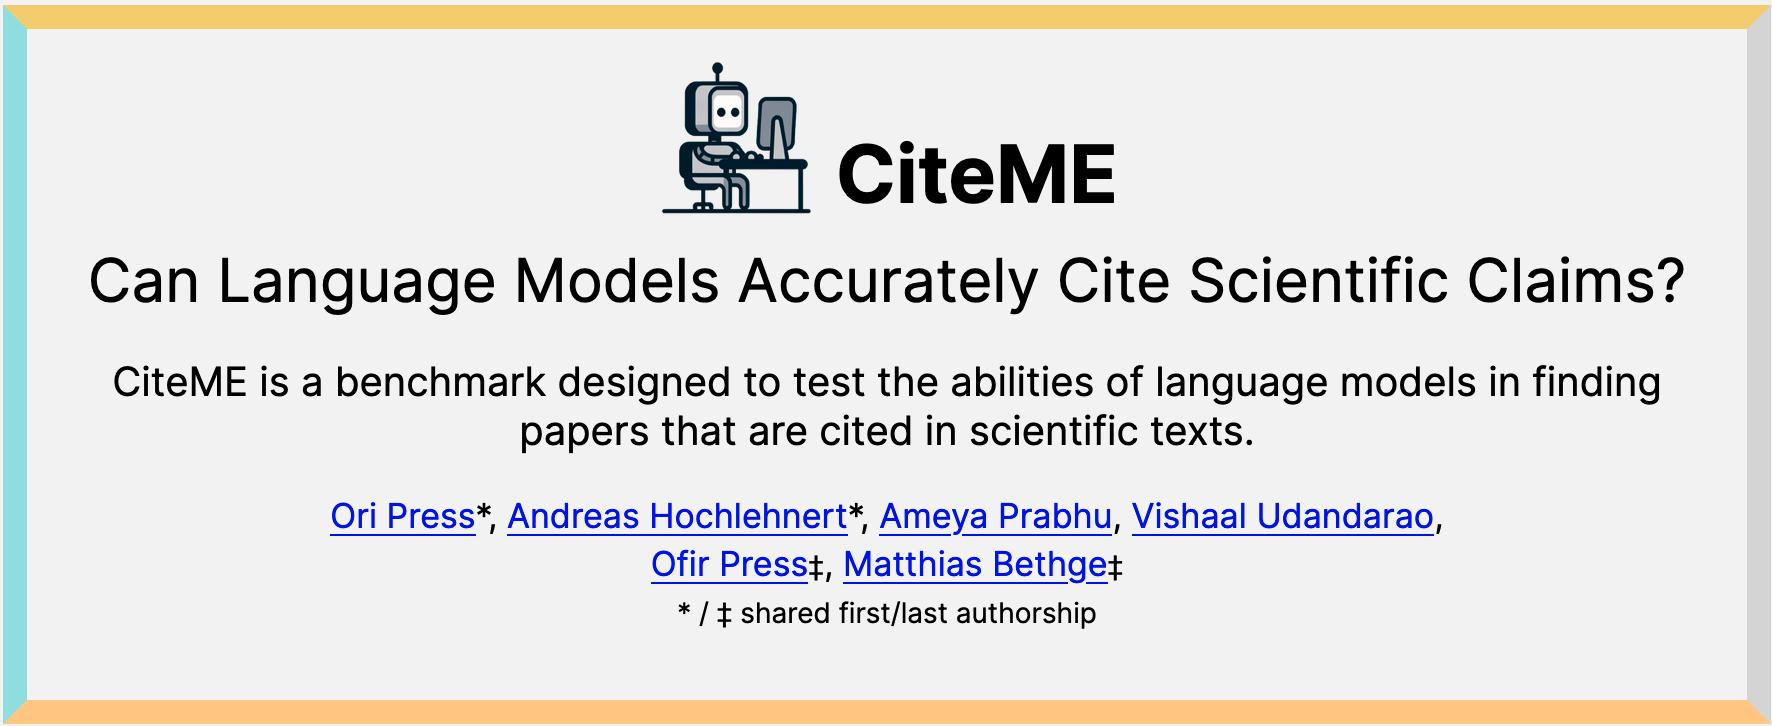 CiteME
Can Language Models Accurately Cite Scientific Claims?
CiteME is a benchmark designed to test the abilities of language models in finding
papers that are cited in scientific texts.
Ori Press*, Andreas Hochlehnert*, Ameya Prabhu, Vishaal Udandarao,
Ofir Press‡, Matthias Bethge‡
* / ‡ shared first/last authorship